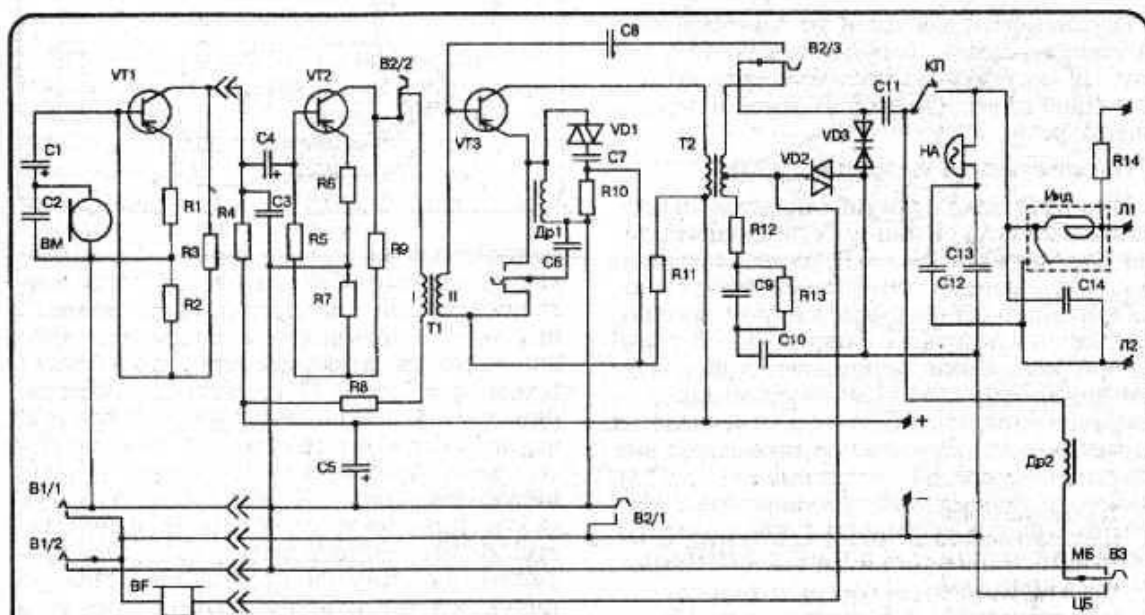 C8
B2/3
VT1
VT2
B2/2
VT3
VD1
C7
T2
C11
КП
VD3
HA
R14
C1
C2
BM
R1
R4
C4
C3
R6
R10
VD2
Инд
Л1
R3
R5
R9
Др1
C6
R11
R12
C12
C13
R2
R7
I
II
T1
C9
R13
C14
C10
Л2
R8
+
C5
Др2
B1/1
B2/1
–
B1/2
BF
МБ
B3
ЦБ